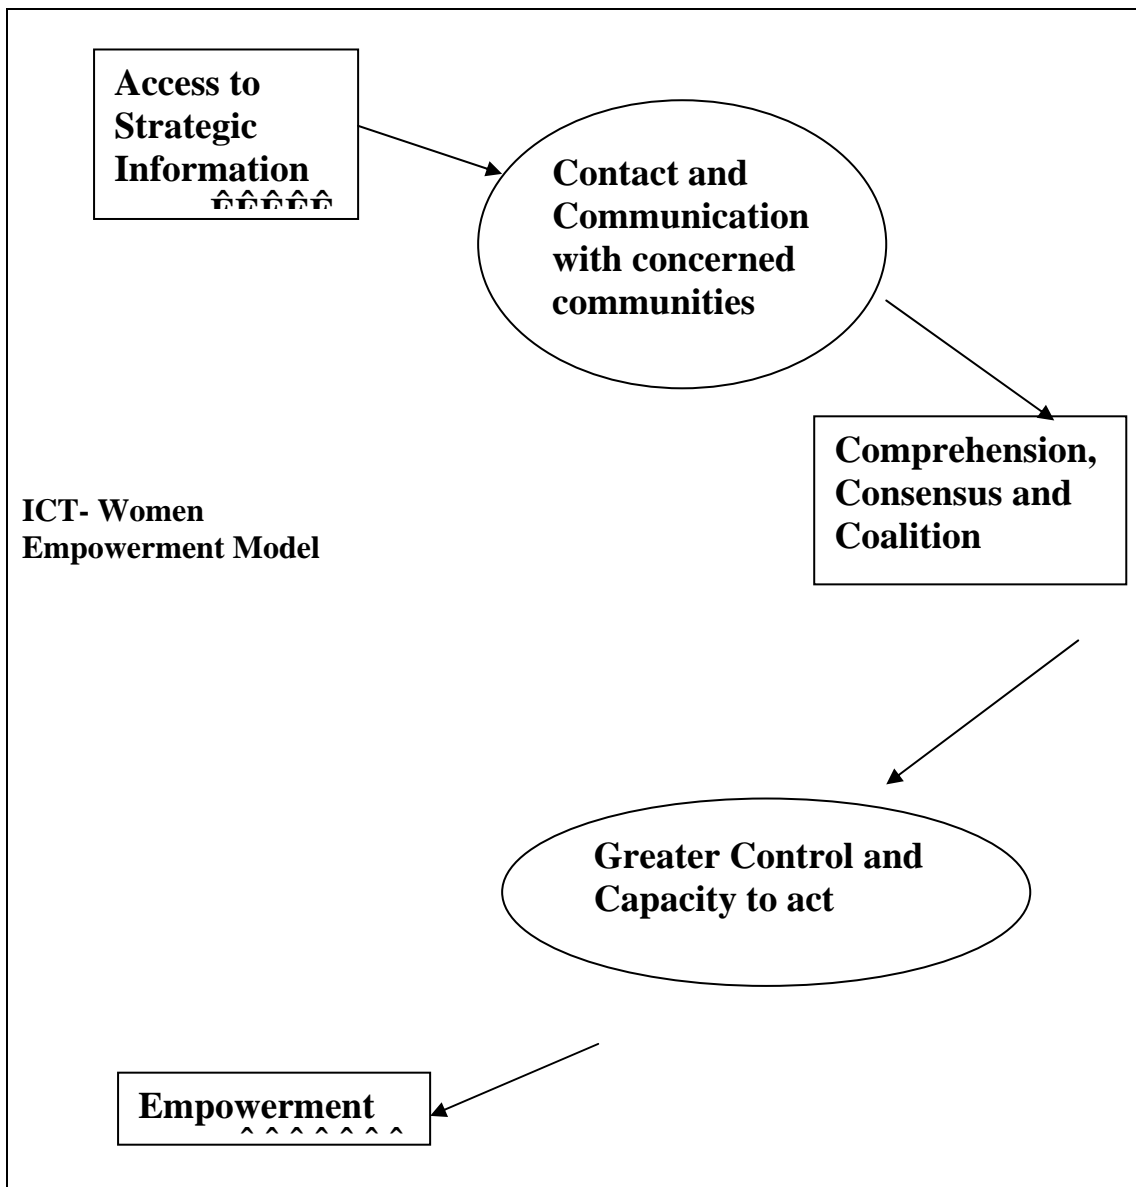 Access to
Strategic
Information
ÊÊÊÊÊ
Contact and
Communication
with concerned
communities
Comprehension,
Consensus and
Coalition
ICT- Women
Empowerment Model
Greater Control and
Capacity to act
Empowerment